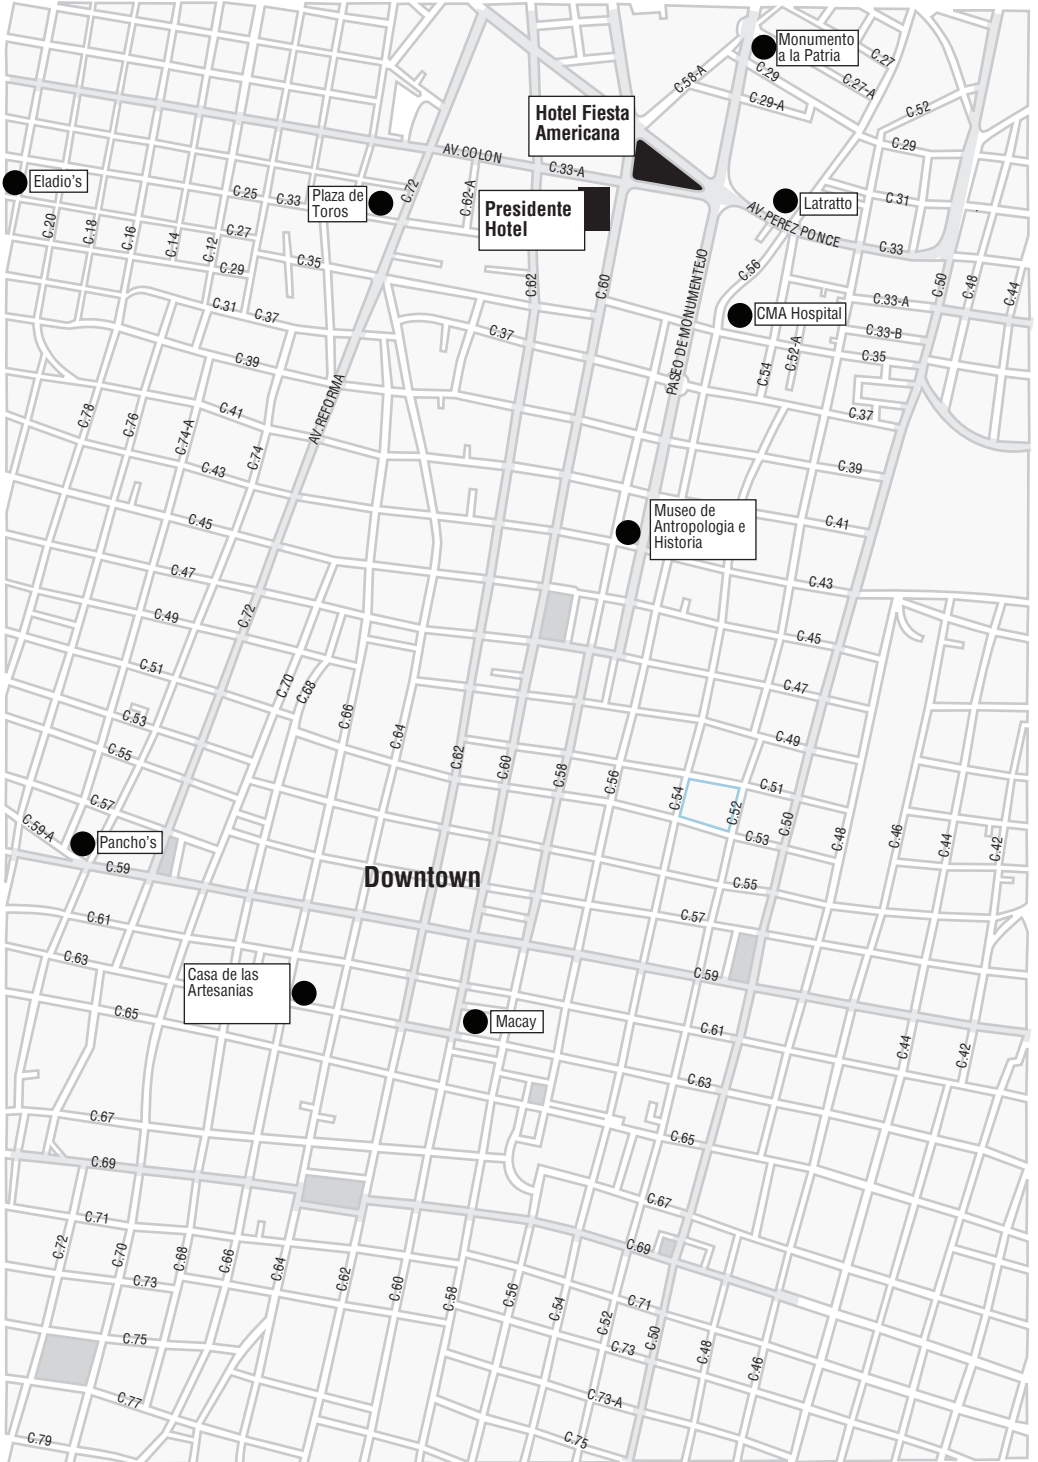 Monumento
a la Patria
C.27
C.29
C.58-A
C.27-A
C.29-A
C.52
Hotel Fiesta
Americana
C.29
AV. COLON
C.33-A
Eladio's
C.25
C.33
Plaza de
Toros
C.72
C.62-A
Presidente
Hotel
Latratto
C.31
AV. PEREZ PONCE
C.20
C.18
C.16
C.14
C.12
C.27
C.33
C.29
C.35
C.62
C.60
PASEO DE MONUMENTEJO
C.56
C.50
C.48
C.44
C.31
C.37
C.33-A
CMA Hospital
C.33-B
C.37
C.35
C.39
C.54
C.52-A
AV. REFORMA
C.78
C.76
C.74-A
C.41
C.74
C.37
C.43
C.39
C.45
Museo de
Antropologia e
Historia
C.41
C.47
C.43
C.49
C.72
C.45
C.51
C.70
C.68
C.47
C.53
C.66
C.64
C.49
C.55
C.62
C.60
C.58
C.56
C.54
C.51
C.52
C.57
C.59-A
Pancho's
C.53
C.50
C.48
C.46
C.44
C.42
C.59
Downtown
C.55
C.61
C.57
C.63
Casa de las
Artesanias
C.59
C.65
Macay
C.61
C.44
C.42
C.63
C.67
C.65
C.69
C.67
C.71
C.72
C.70
C.68
C.66
C.64
C.62
C.60
C.58
C.56
C.54
C.69
C.73
C.71
C.52
C.50
C.48
C.46
C.75
C.73
C.77
C.73-A
C.79
C.75